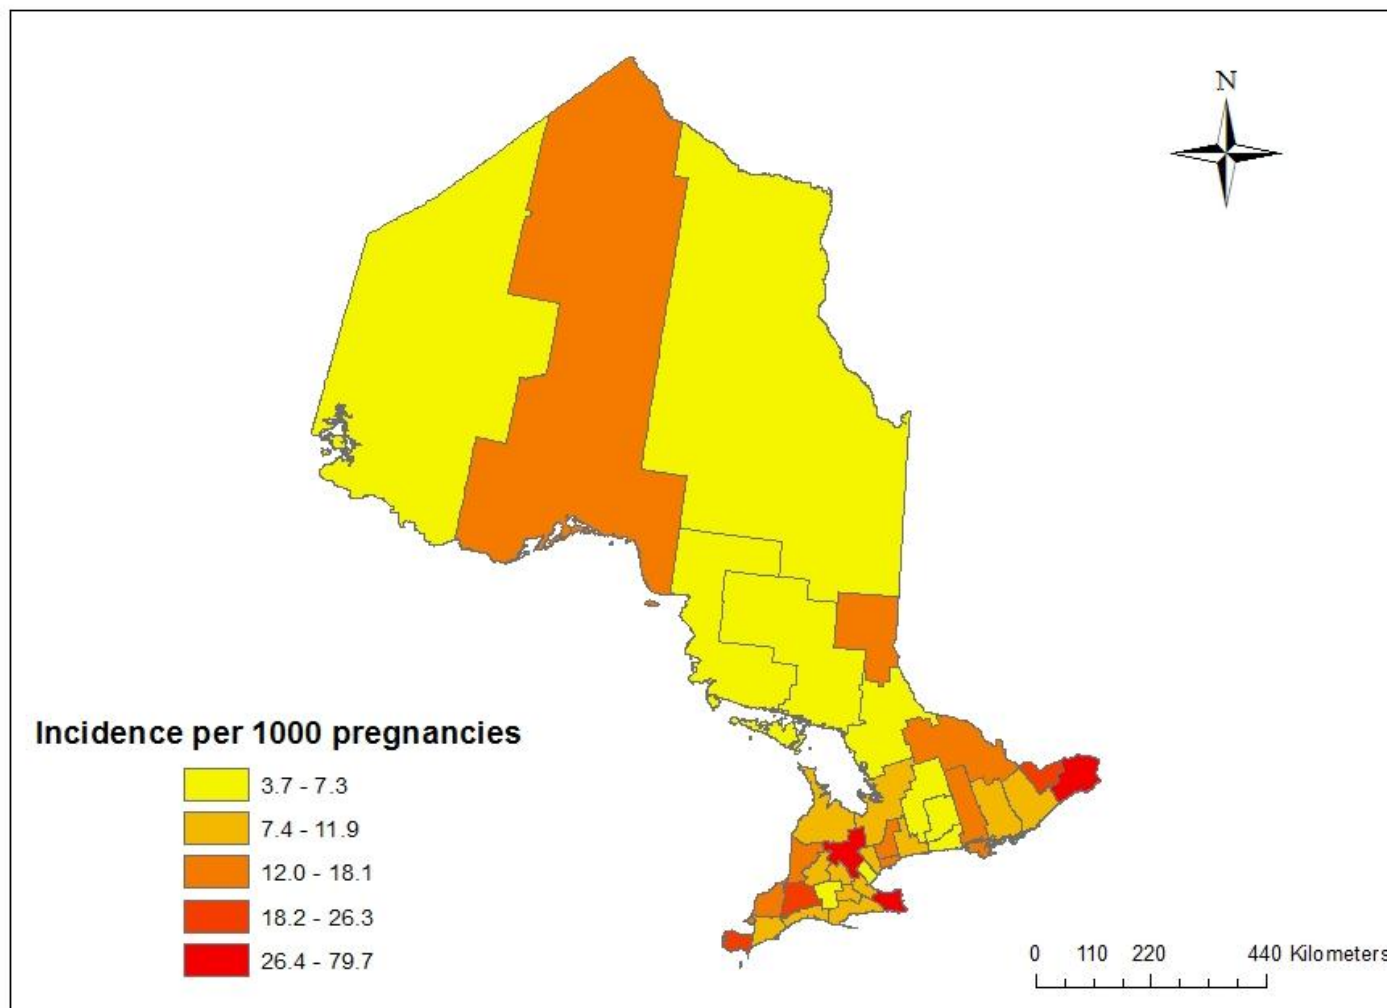 N
Incidence per 1000 pregnancies
3.7 - 7.3
7.4 - 11.9
12.0 - 18.1
18.2 - 26.3
26.4 - 79.7
0 110 220 440 Kilometers